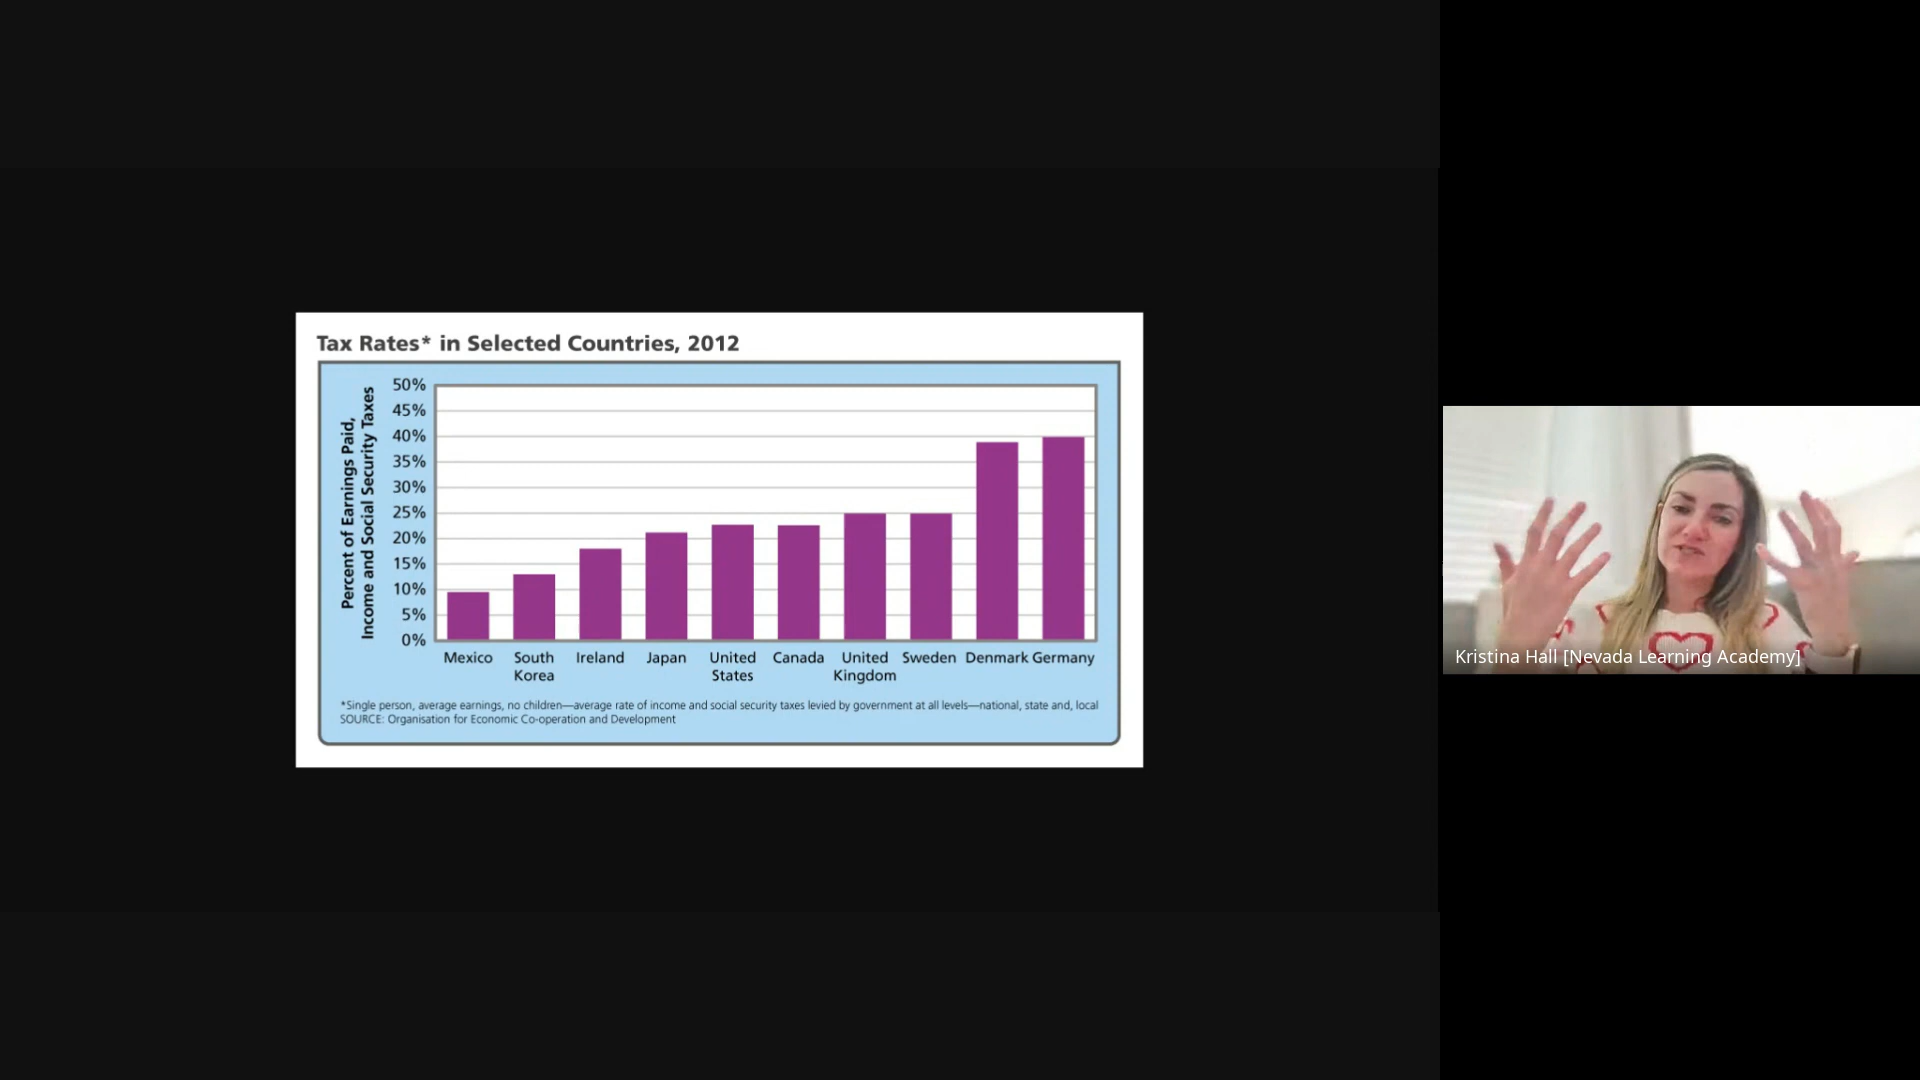 Tax Rates* in Selected Countries, 2012
Percent of Earnings Paid,
Income and Social Security Taxes
50%
45%
40%
35%
30%
25%
20%
15%
10%
5%
0%
Mexico
South
Korea
Ireland
Japan
United
States
Canada
United
Kingdom
Sweden
Denmark
Germany
*Single person, average earnings, no children—average rate of income and social security taxes levied by government at all levels—national, state and, local
SOURCE: Organisation for Economic Co-operation and Development
Kristina Hall [Nevada Learning Academy]